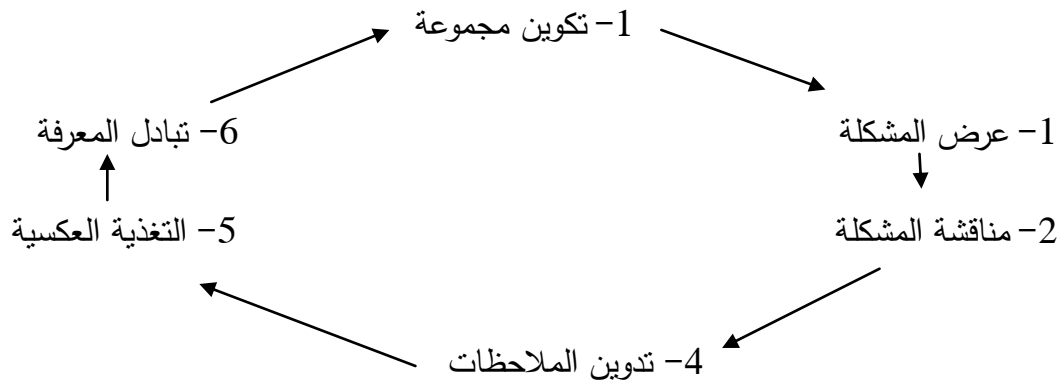 1- تكوين مجموعة
1- عرض المشكلة
2- مناقشة المشكلة
4- تدوين الملاحظات
5- التغذية العكسية
6- تبادل المعرفة